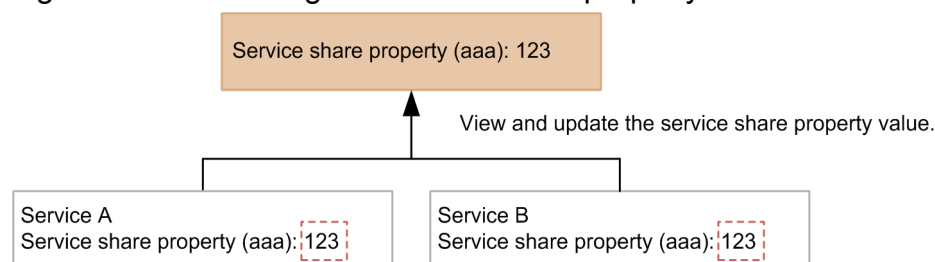 Service share property (aaa): 123
View and update the service share property value.
Service A
Service share property (aaa): 123
Service B
Service share property (aaa): 123